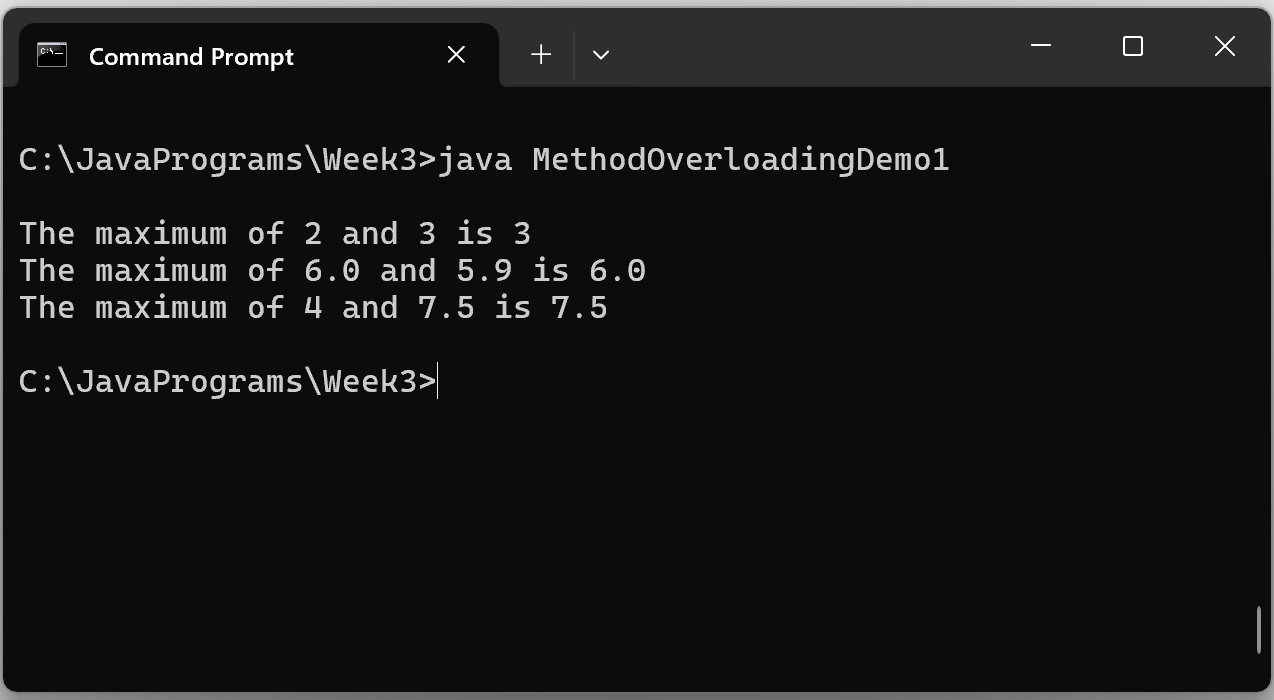 Command Prompt
C:\JavaPrograms\Week3>java MethodOverloadingDemo1
The maximum of 2 and 3 is 3
The maximum of 6.0 and 5.9 is 6.0
The maximum of 4 and 7.5 is 7.5
C:\JavaPrograms\Week3>